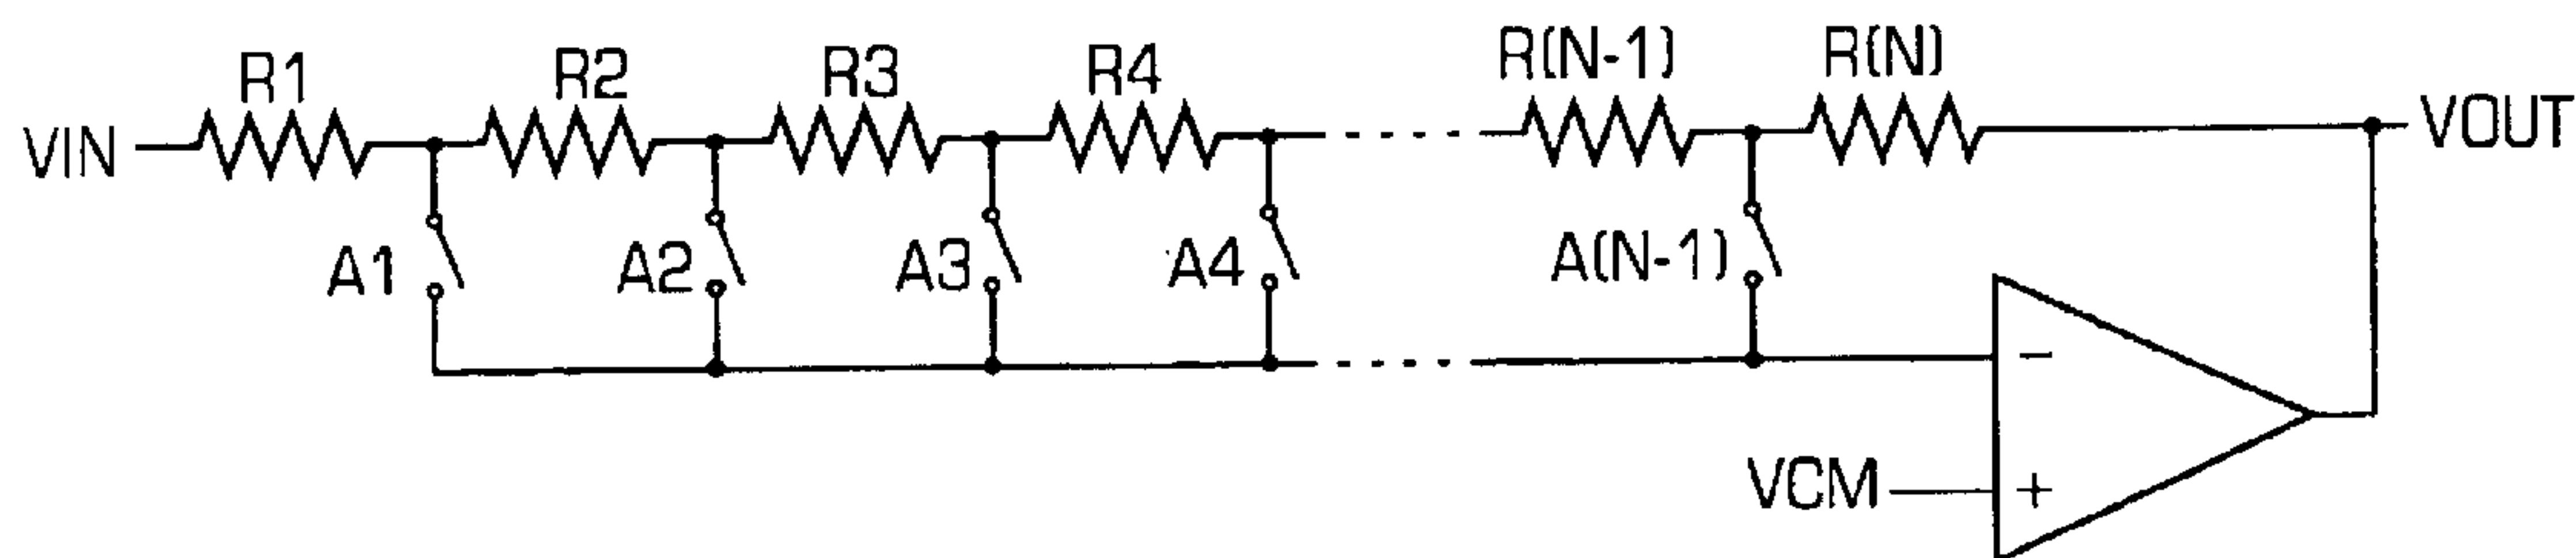 R1 R2 R3 R4 R(N-1) R(N)
VIN VOUT
A1 A2 A3 A4 A(N-1)
−
VCM +